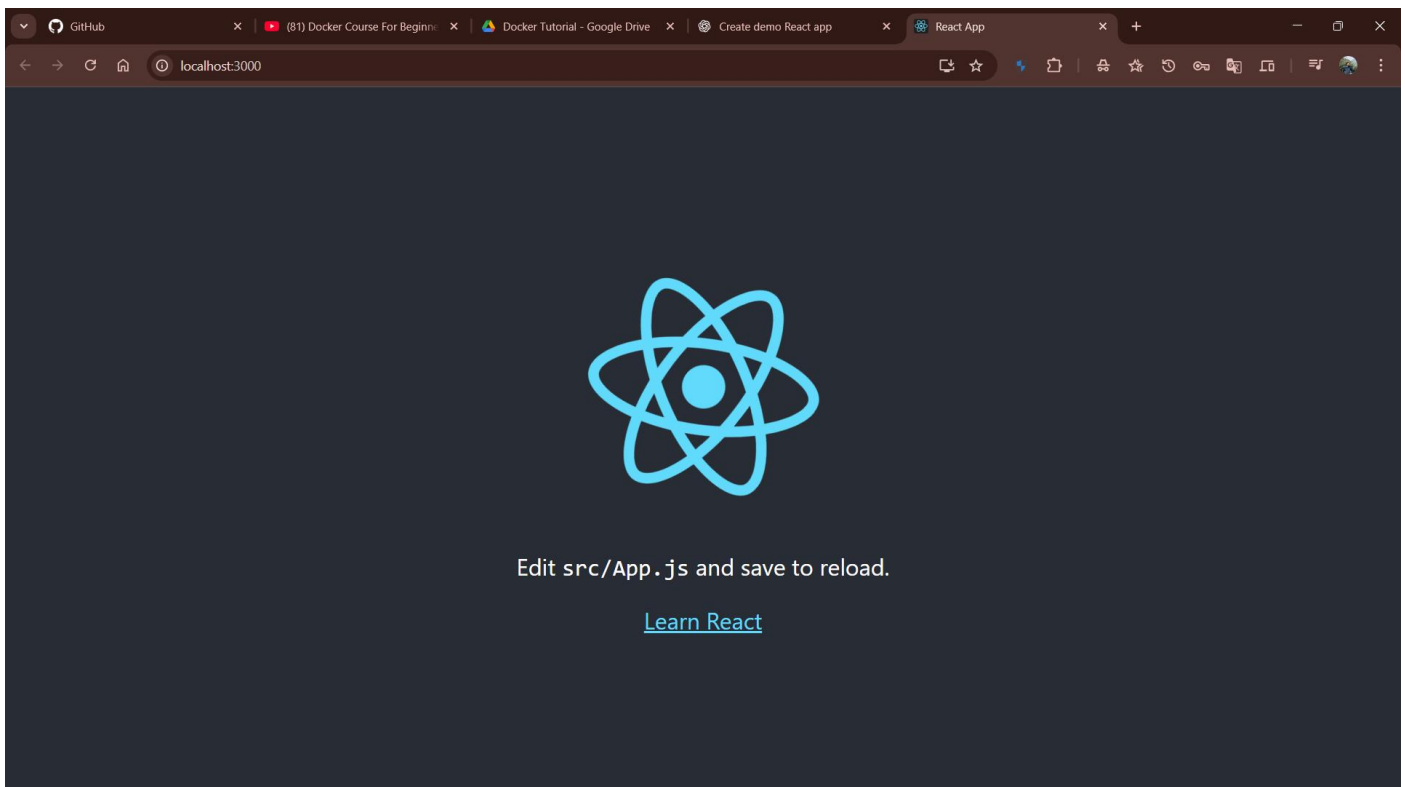 GitHub
(81) Docker Course For Beginne
Docker Tutorial - Google Drive
Create demo React app
React App
localhost:3000
Edit src/App.js and save to reload.
Learn React